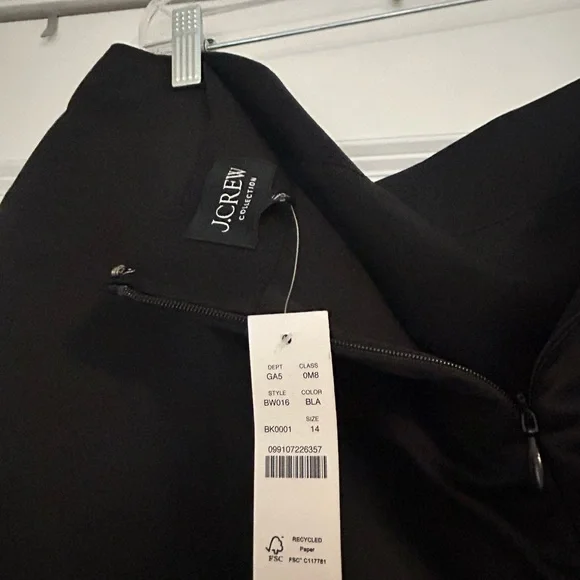 J.CREW
COLLECTION
DEPT CLASS
GA5 0M8
STYLE COLOR
BW016 BLA
SIZE
BK0001 14
099107226357
RECYCLED
Paper
FSC
FSC® C117781